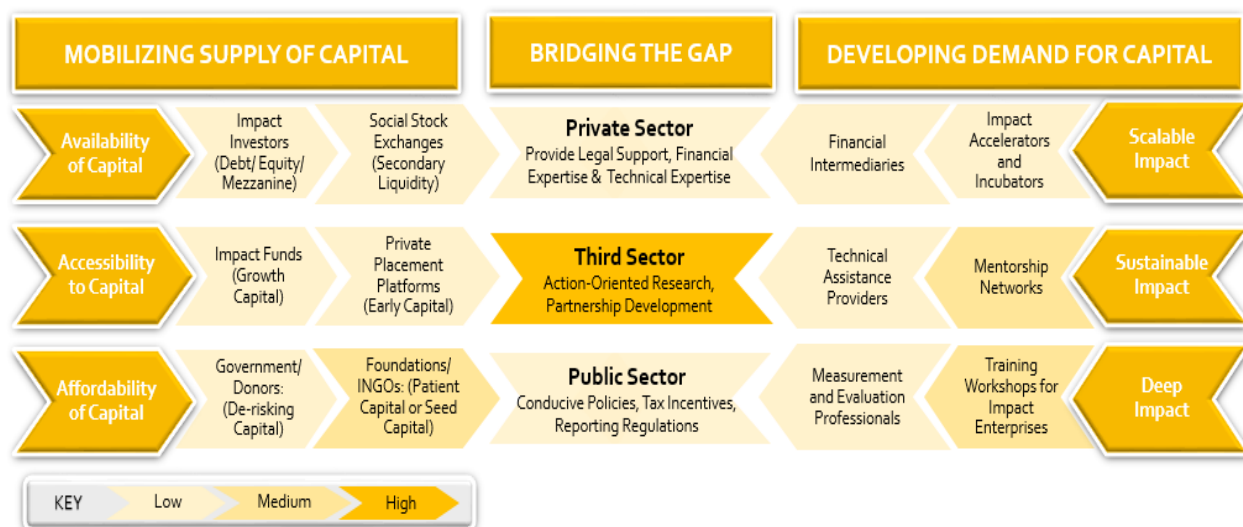 MOBILIZING SUPPLY OF CAPITAL
BRIDGING THE GAP
DEVELOPING DEMAND FOR CAPITAL
Availability
of Capital
Impact
Investors
(Debt/ Equity/
Mezzanine)
Social Stock
Exchanges
(Secondary
Liquidity)
Private Sector
Provide Legal Support, Financial
Expertise & Technical Expertise
Financial
Intermediaries
Impact
Accelerators
and
Incubators
Scalable
Impact
Accessibility
to Capital
Impact Funds
(Growth
Capital)
Private
Placement
Platforms
(Early Capital)
Third Sector
Action-Oriented Research,
Partnership Development
Technical
Assistance
Providers
Mentorship
Networks
Sustainable
Impact
Affordability
of Capital
Government/
Donors:
(De-risking
Capital)
Foundations/
INGOs: (Patient
Capital or Seed
Capital)
Public Sector
Conducive Policies, Tax Incentives,
Reporting Regulations
Measurement
and Evaluation
Professionals
Training
Workshops for
Impact
Enterprises
Deep
Impact
KEY
Low
Medium
High